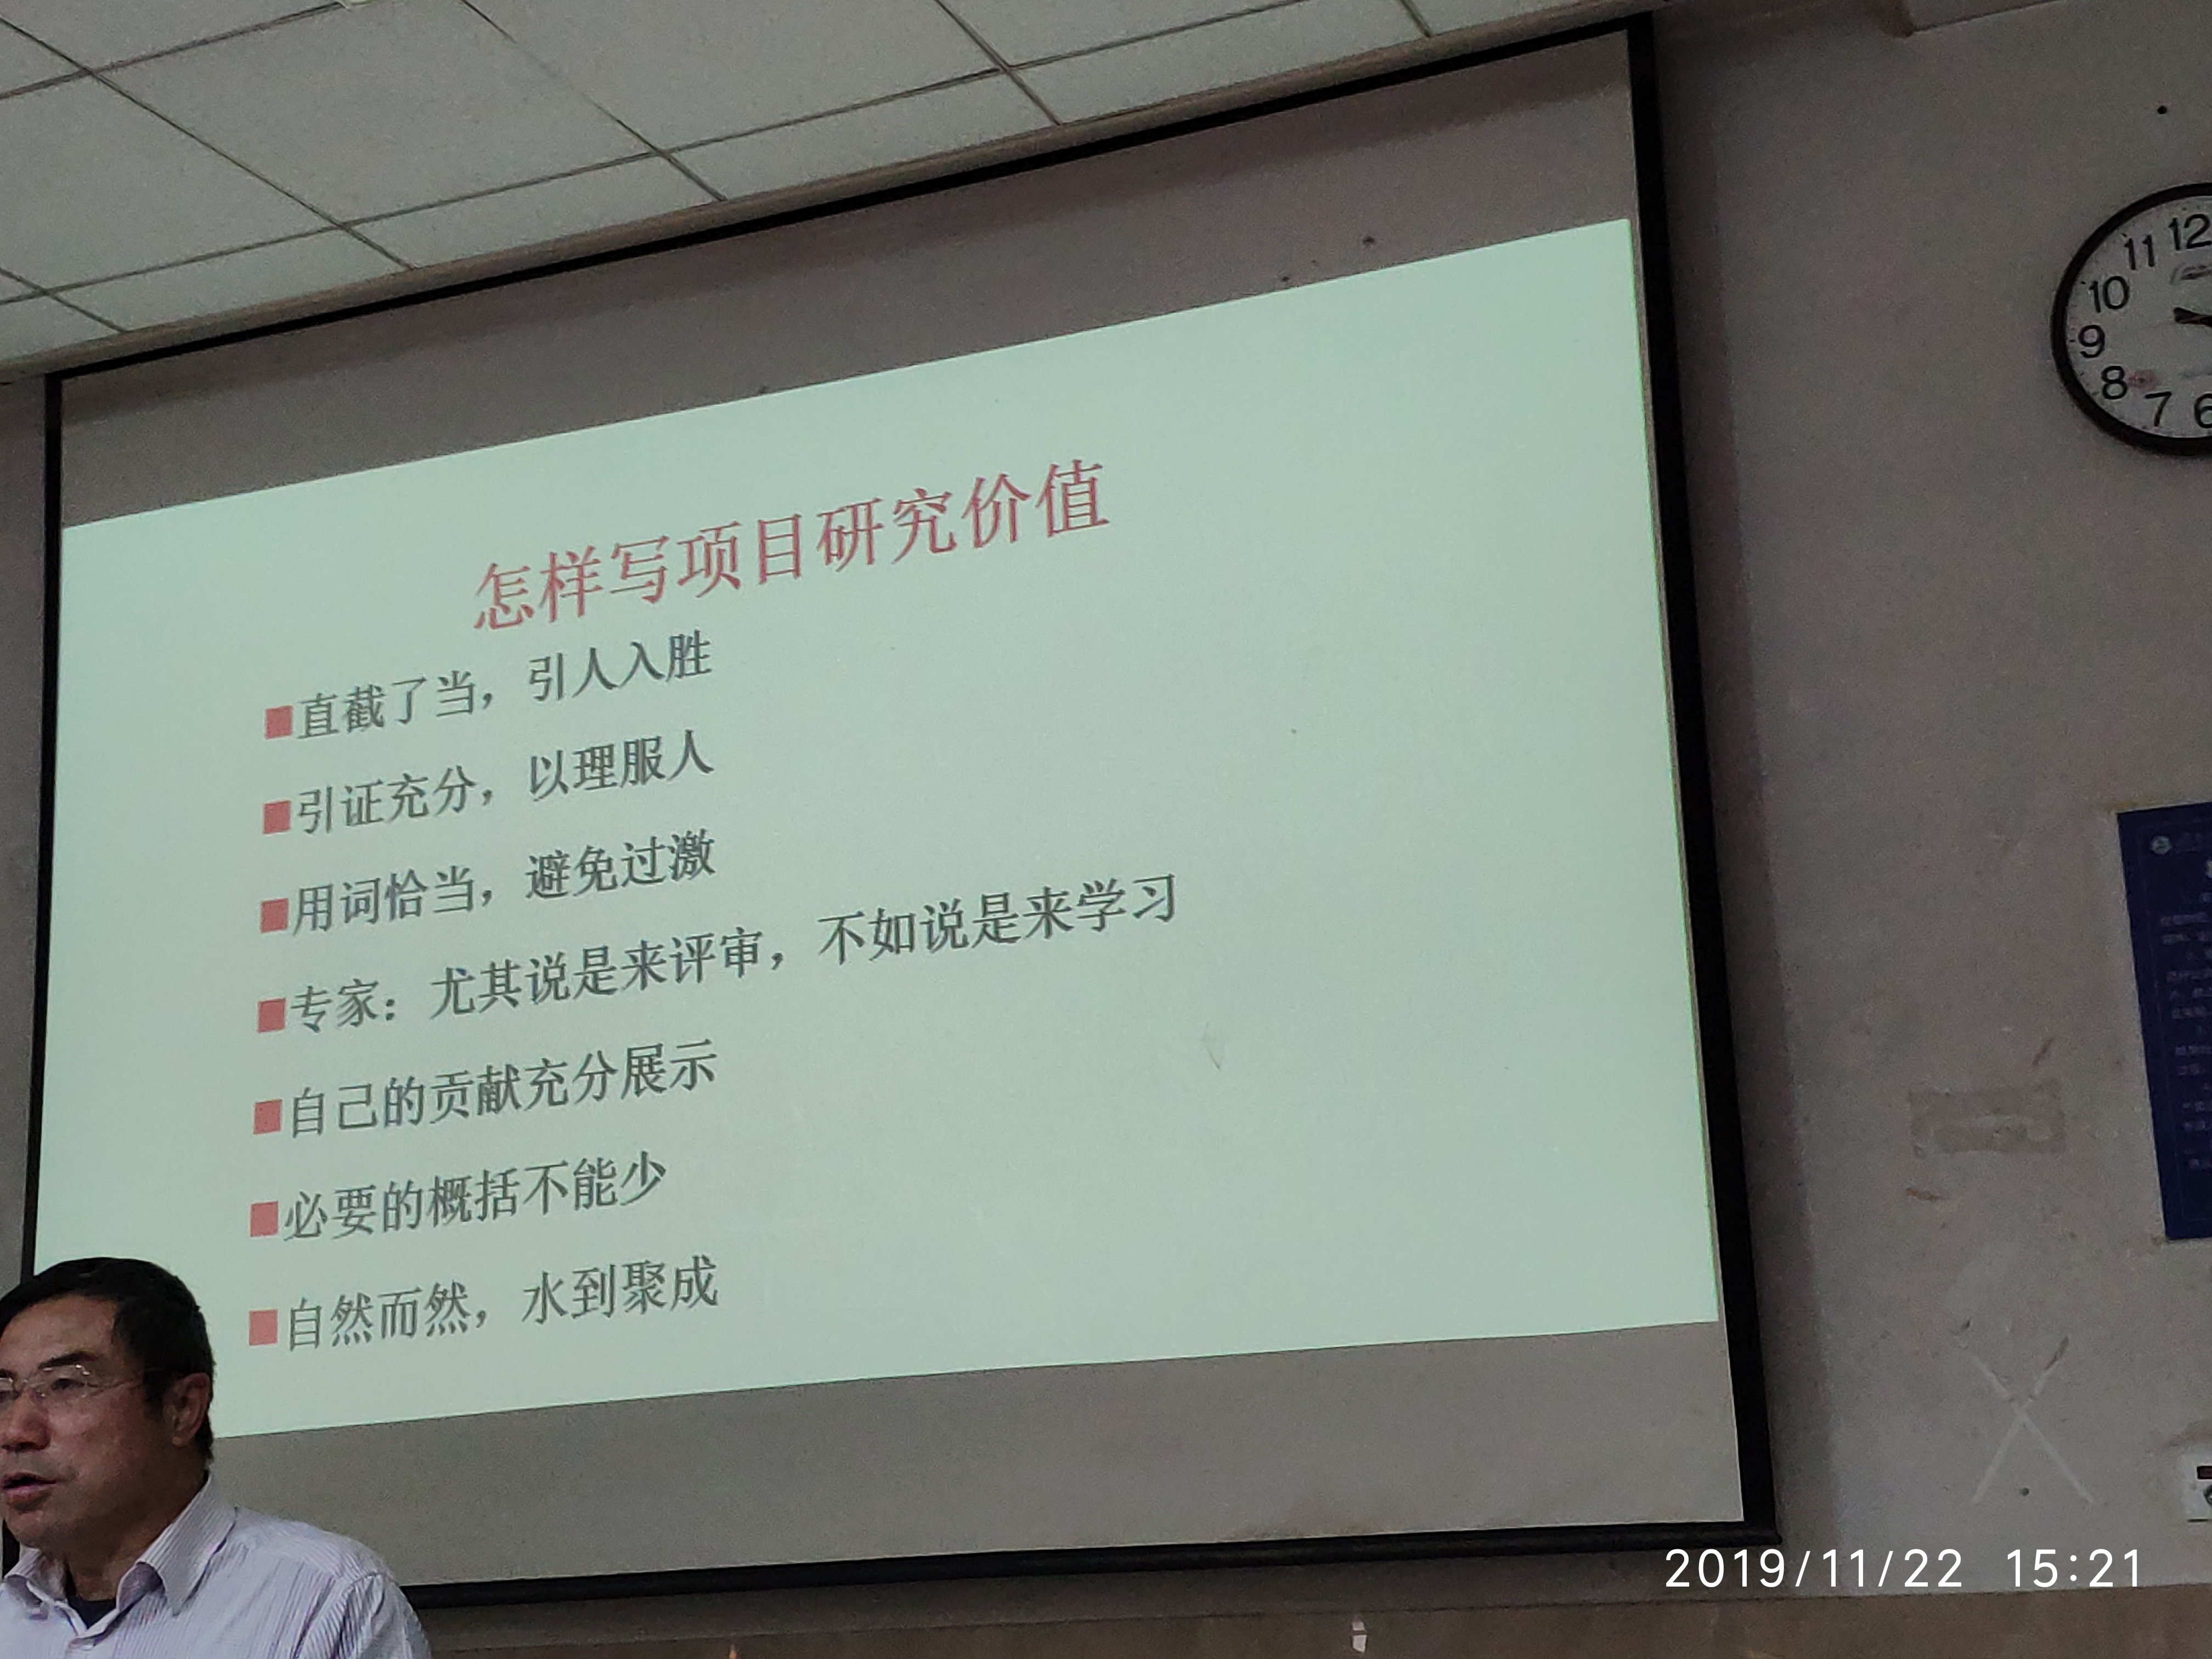 怎样写项目研究价值
■直截了当，引人入胜
■引证充分，以理服人
■用词恰当，避免过激
■专家：尤其说是来评审，不如说是来学习
■自己的贡献充分展示
■必要的概括不能少
■自然而然，水到聚成
11 12
10
9
8
7 6
2019/11/22 15:21